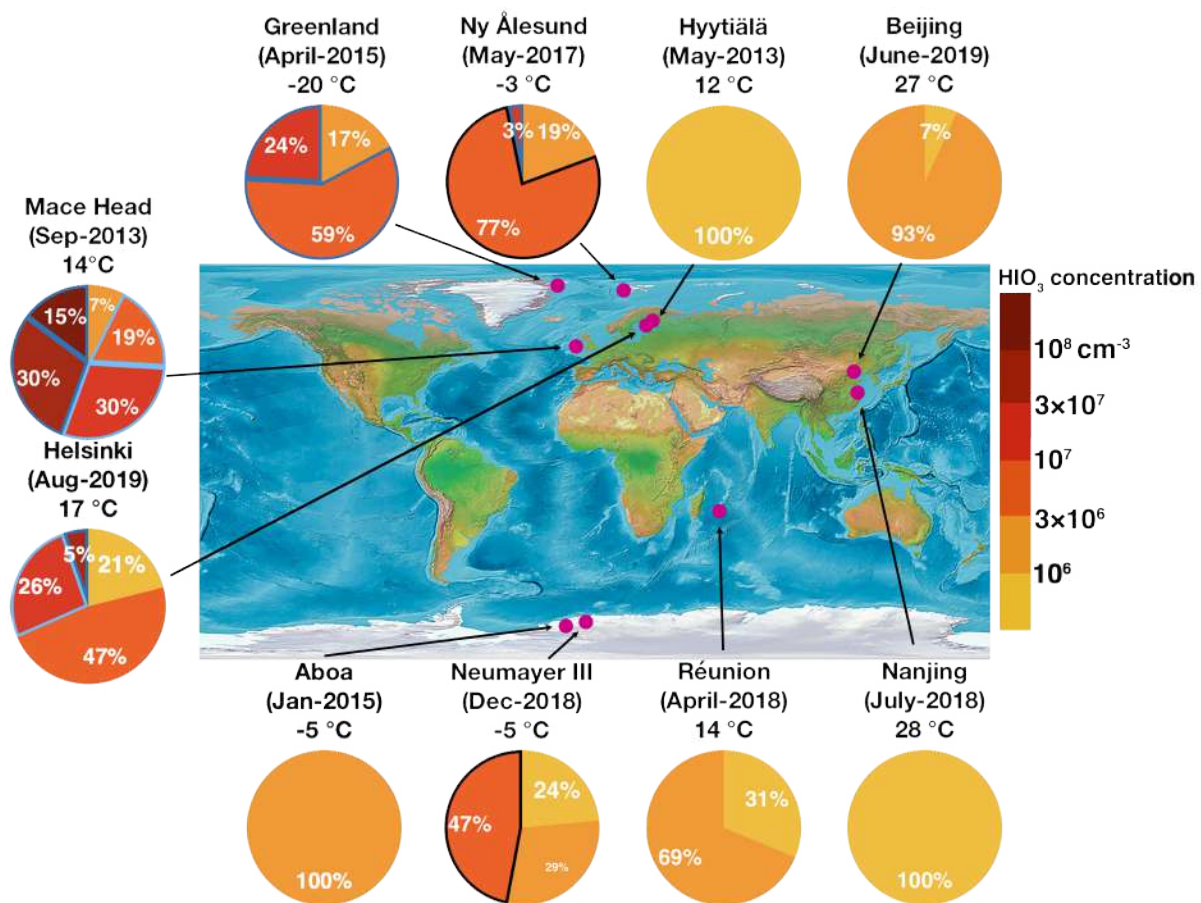 Greenland
(April-2015)
-20 °C
24%
17%
59%
Ny Ålesund
(May-2017)
-3 °C
3%
19%
77%
Hyytiälä
(May-2013)
12 °C
100%
Beijing
(June-2019)
27 °C
7%
93%
Mace Head
(Sep-2013)
14°C
15%
7%
19%
30%
30%
Helsinki
(Aug-2019)
17 °C
5%
21%
26%
47%
HIO₃ concentration
10⁸ cm⁻³
3×10⁷
10⁷
3×10⁶
10⁶
Aboa
(Jan-2015)
-5 °C
100%
Neumayer III
(Dec-2018)
-5 °C
24%
47%
29%
Réunion
(April-2018)
14 °C
31%
69%
Nanjing
(July-2018)
28 °C
100%